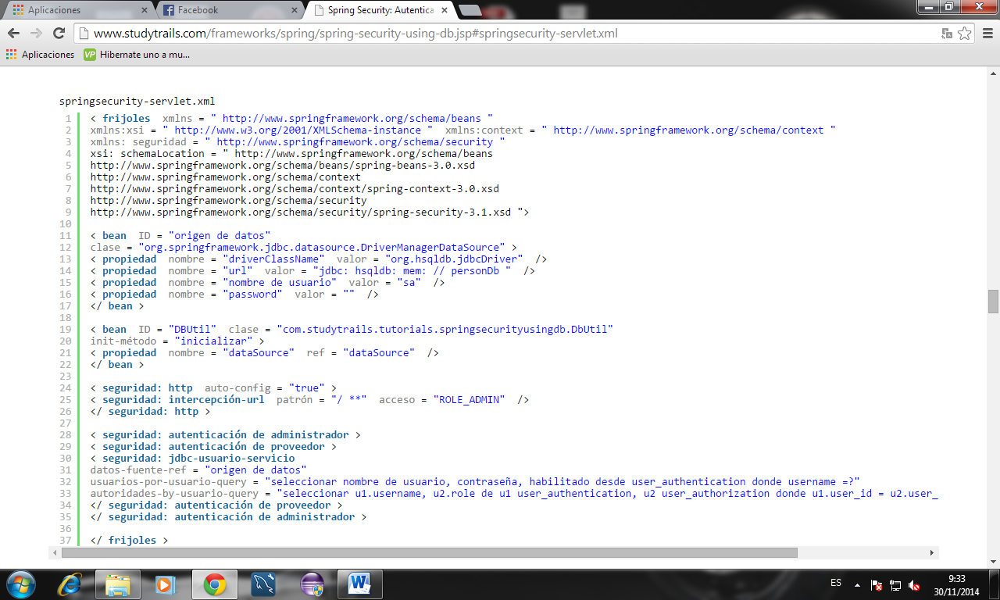 Aplicaciones
Facebook
Spring Security: Autentica
www.studytrails.com/frameworks/spring/spring-security-using-db.jsp#springsecurity-servlet.xml
Aplicaciones
VP Hibernate uno a mu...
springsecurity-servlet.xml
1 < frijoles xmlns = " http://www.springframework.org/schema/beans "
2 xmlns:xsi = " http://www.w3.org/2001/XMLSchema-instance " xmlns:context = " http://www.springframework.org/schema/context "
3 xmlns: seguridad = " http://www.springframework.org/schema/security "
4 xsi: schemaLocation = " http://www.springframework.org/schema/beans
5 http://www.springframework.org/schema/beans/spring-beans-3.0.xsd
6 http://www.springframework.org/schema/context
7 http://www.springframework.org/schema/context/spring-context-3.0.xsd
8 http://www.springframework.org/schema/security
9 http://www.springframework.org/schema/security/spring-security-3.1.xsd ">
10
11 < bean ID = "origen de datos"
12 clase = "org.springframework.jdbc.datasource.DriverManagerDataSource" >
13 < propiedad nombre = "driverClassName" valor = "org.hsqldb.jdbcDriver" />
14 < propiedad nombre = "url" valor = "jdbc: hsqldb: mem: // personDb " />
15 < propiedad nombre = "nombre de usuario" valor = "sa" />
16 < propiedad nombre = "password" valor = "" />
17 </ bean >
18
19 < bean ID = "DBUtil" clase = "com.studytrails.tutorials.springsecurityusingdb.DbUtil"
20 init-método = "inicializar" >
21 < propiedad nombre = "dataSource" ref = "dataSource" />
22 </ bean >
23
24 < seguridad: http auto-config = "true" >
25 < seguridad: intercepción-url patrón = "/ **" acceso = "ROLE_ADMIN" />
26 </ seguridad: http >
27
28 < seguridad: autenticación de administrador >
29 < seguridad: autenticación de proveedor >
30 < seguridad: jdbc-usuario-servicio
31 datos-fuente-ref = "origen de datos"
32 usuarios-por-usuario-query = "seleccionar nombre de usuario, contraseña, habilitado desde user_authentication donde username =?"
33 autoridades-by-usuario-query = "seleccionar u1.username, u2.role de u1 user_authentication, u2 user_authorization donde u1.user_id = u2.user_
34 </ seguridad: autenticación de proveedor >
35 </ seguridad: autenticación de administrador >
36
37 </ frijoles >
ES
9:33
30/11/2014